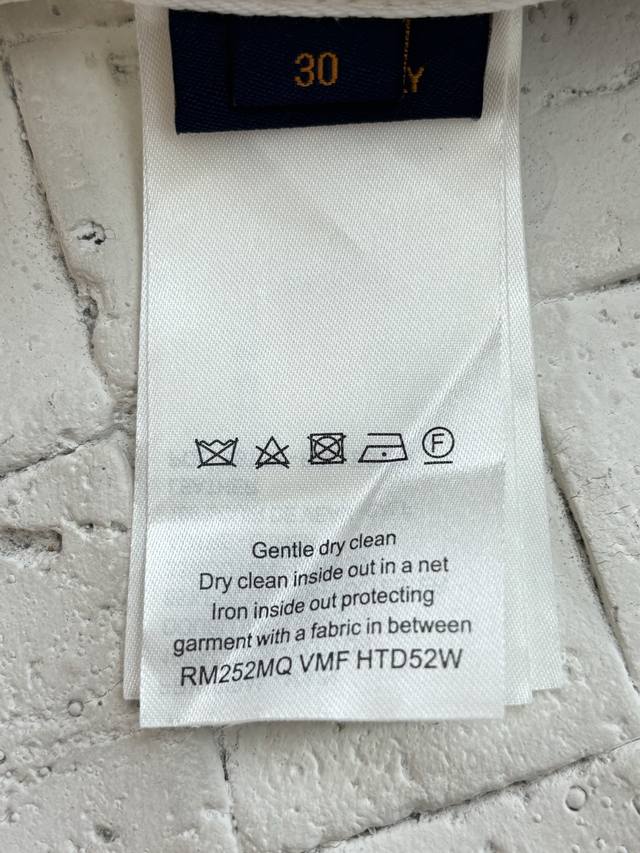 30
LY
F
Gentle dry clean
Dry clean inside out in a net
Iron inside out protecting
garment with a fabric in between
RM252MQ VMF HTD52W